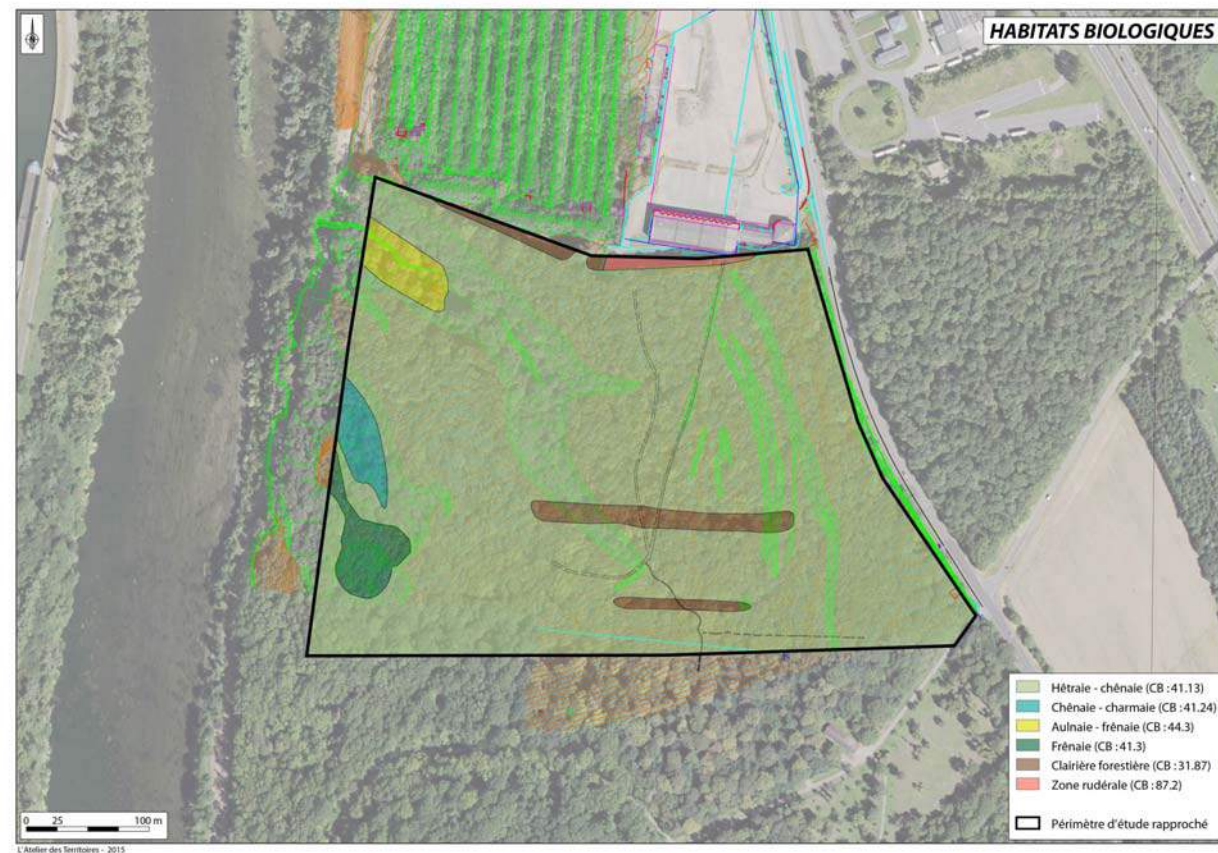 HABITATS BIOLOGIQUES
N
Hêtraie - chênaie (CB : 41.13)
Chênaie - charmaie (CB : 41.24)
Aulnaie - frênaie (CB : 44.3)
Frênaie (CB : 41.3)
Clairière forestière (CB : 31.87)
Zone rudérale (CB : 87.2)
Périmètre d'étude rapproché
0 25 100 m
L'Atelier des Territoires - 2015